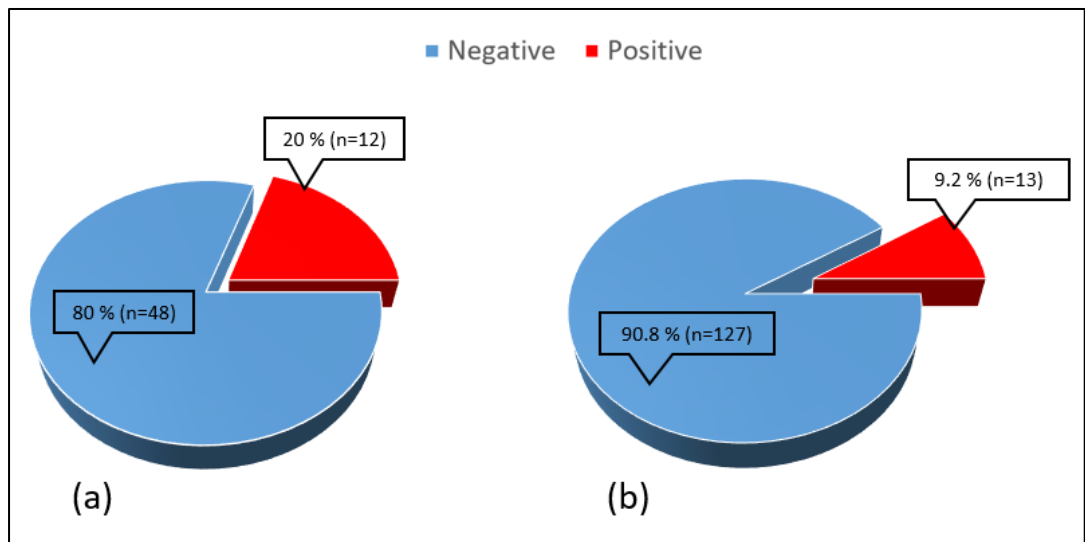 Negative Positive
20 % (n=12)
9.2 % (n=13)
80 % (n=48)
90.8 % (n=127)
(a)
(b)